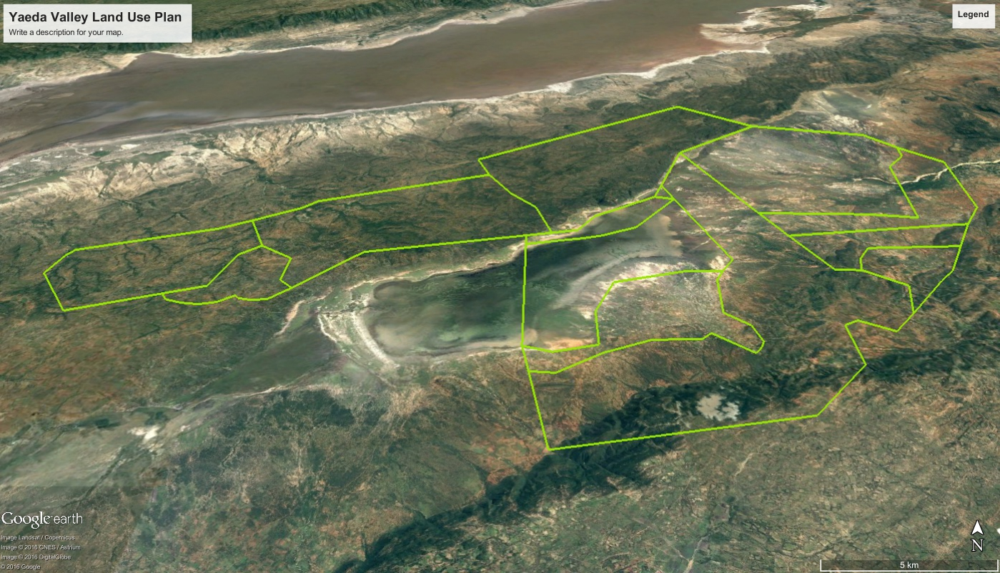 Yaeda Valley Land Use Plan
Write a description for your map.
Legend
Google earth
Image Landsat / Copernicus
Image © 2016 CNES / Astrium
Image © 2016 DigitalGlobe
© 2016 Google
N
5 km